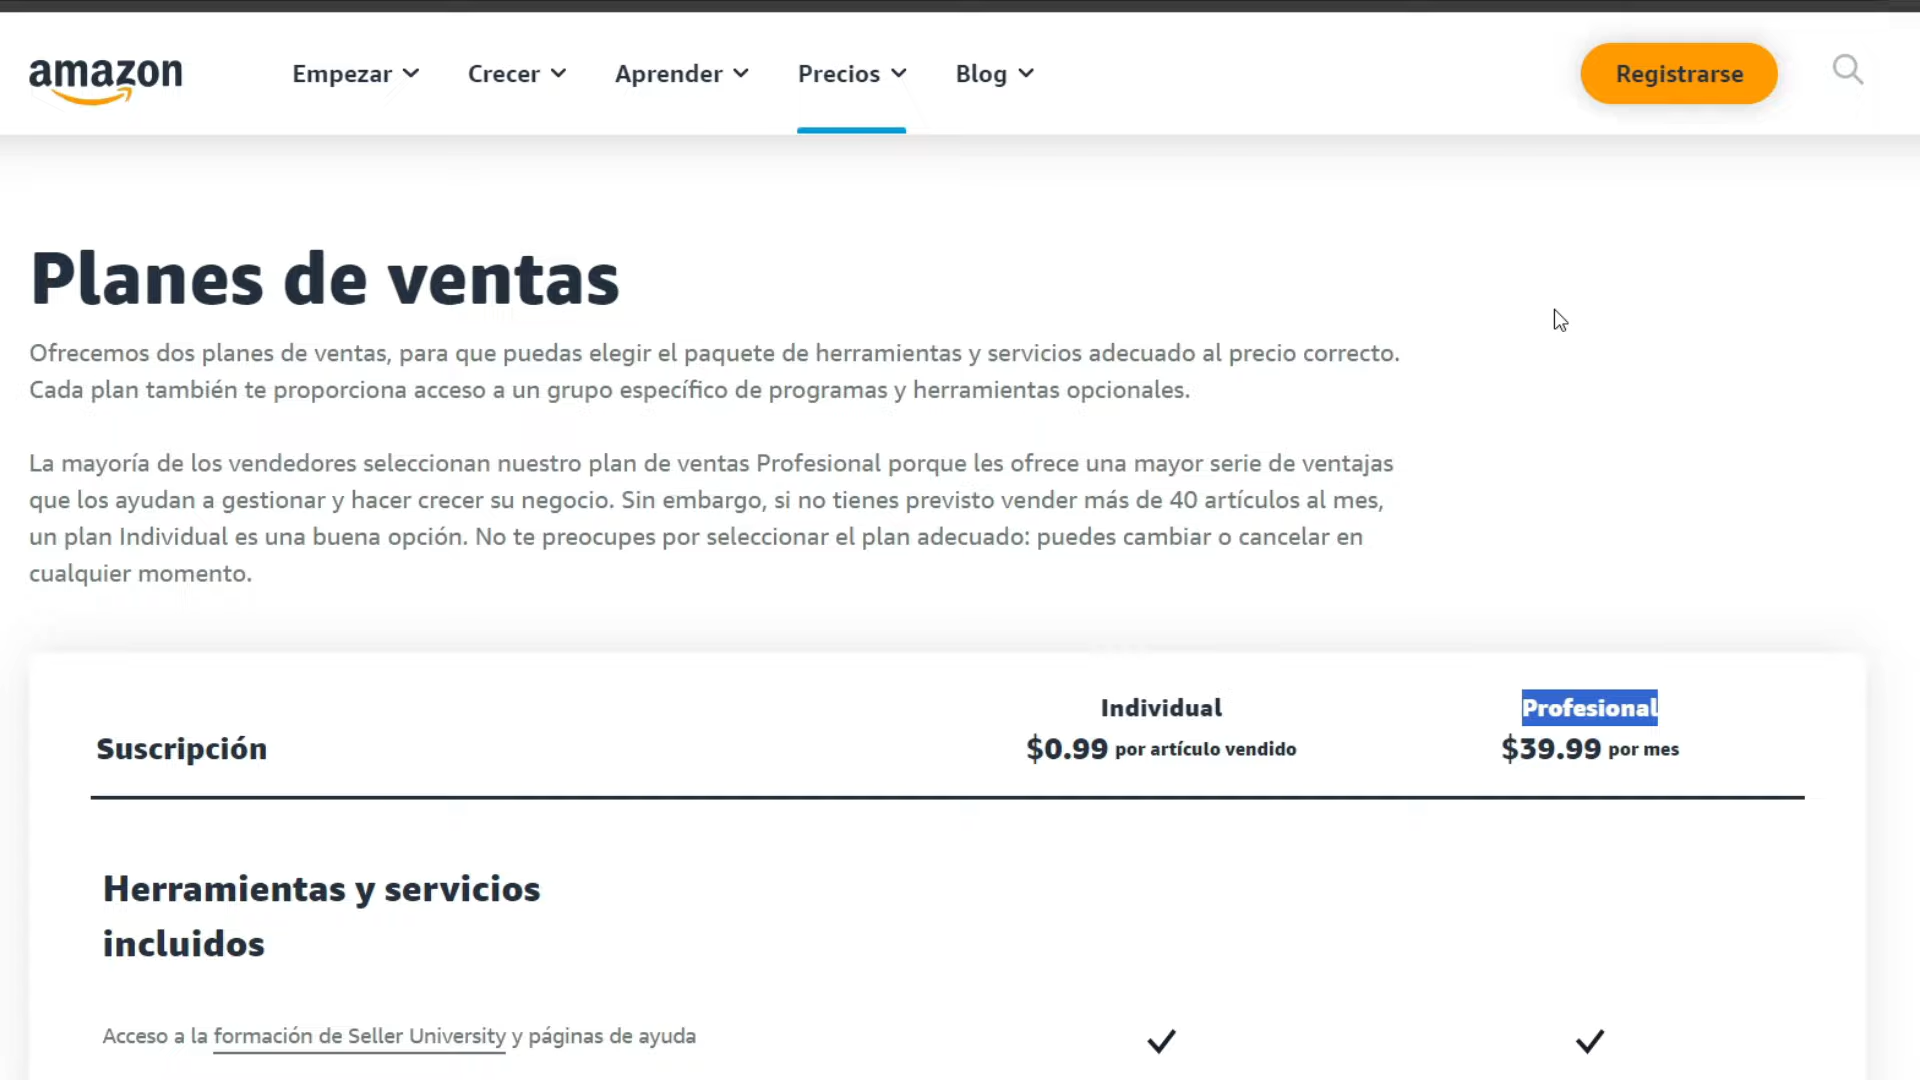 amazon
Empezar Crecer Aprender Precios Blog Registrarse
Planes de ventas
Ofrecemos dos planes de ventas, para que puedas elegir el paquete de herramientas y servicios adecuado al precio correcto.
Cada plan también te proporciona acceso a un grupo específico de programas y herramientas opcionales.
La mayoría de los vendedores seleccionan nuestro plan de ventas Profesional porque les ofrece una mayor serie de ventajas
que los ayudan a gestionar y hacer crecer su negocio. Sin embargo, si no tienes previsto vender más de 40 artículos al mes,
un plan Individual es una buena opción. No te preocupes por seleccionar el plan adecuado: puedes cambiar o cancelar en
cualquier momento.
Individual Profesional
Suscripción $0.99 por artículo vendido $39.99 por mes
Herramientas y servicios
incluidos
Acceso a la formación de Seller University y páginas de ayuda